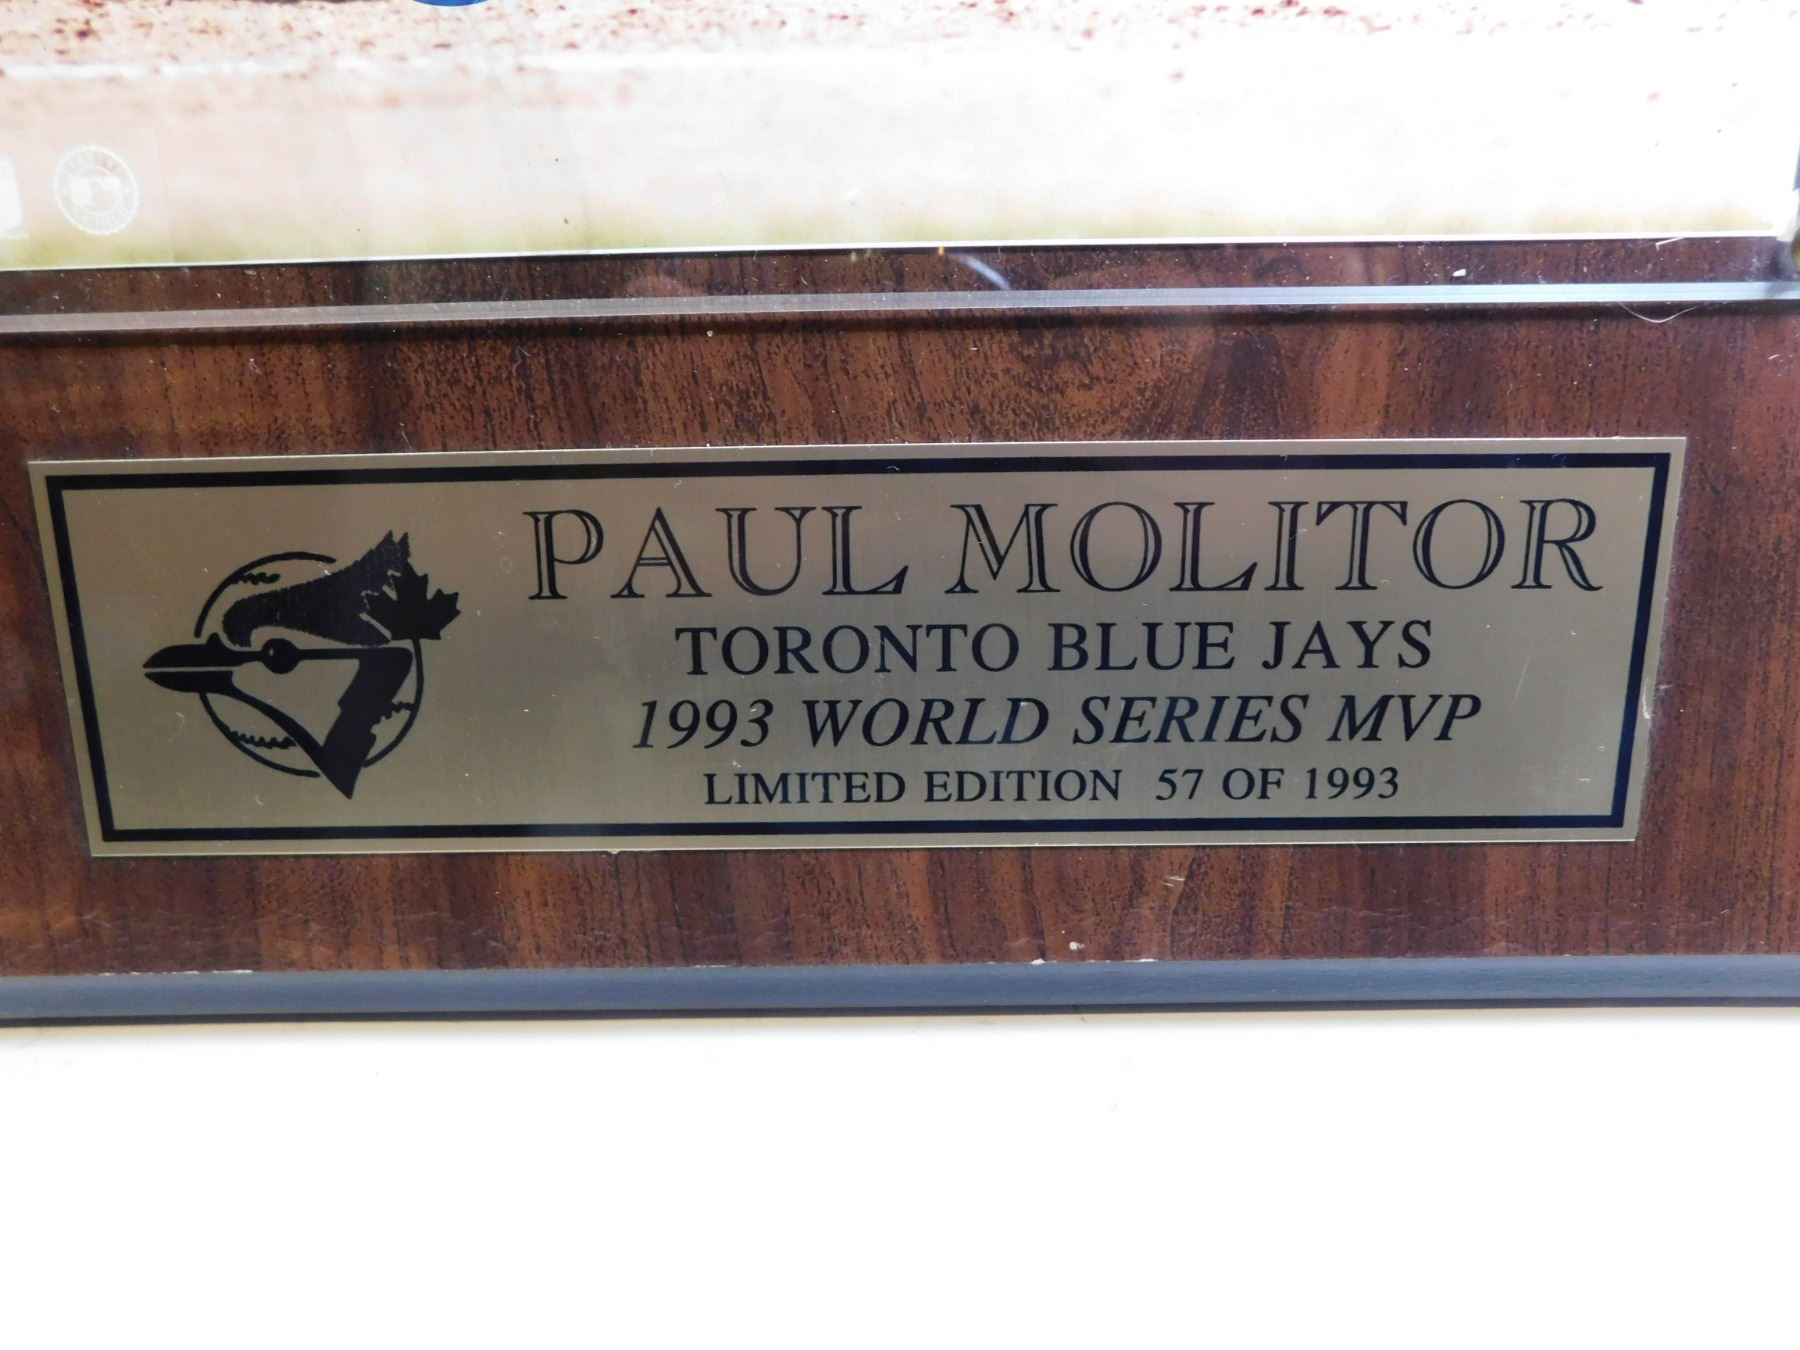 PAUL MOLITOR
TORONTO BLUE JAYS
1993 WORLD SERIES MVP
LIMITED EDITION 57 OF 1993